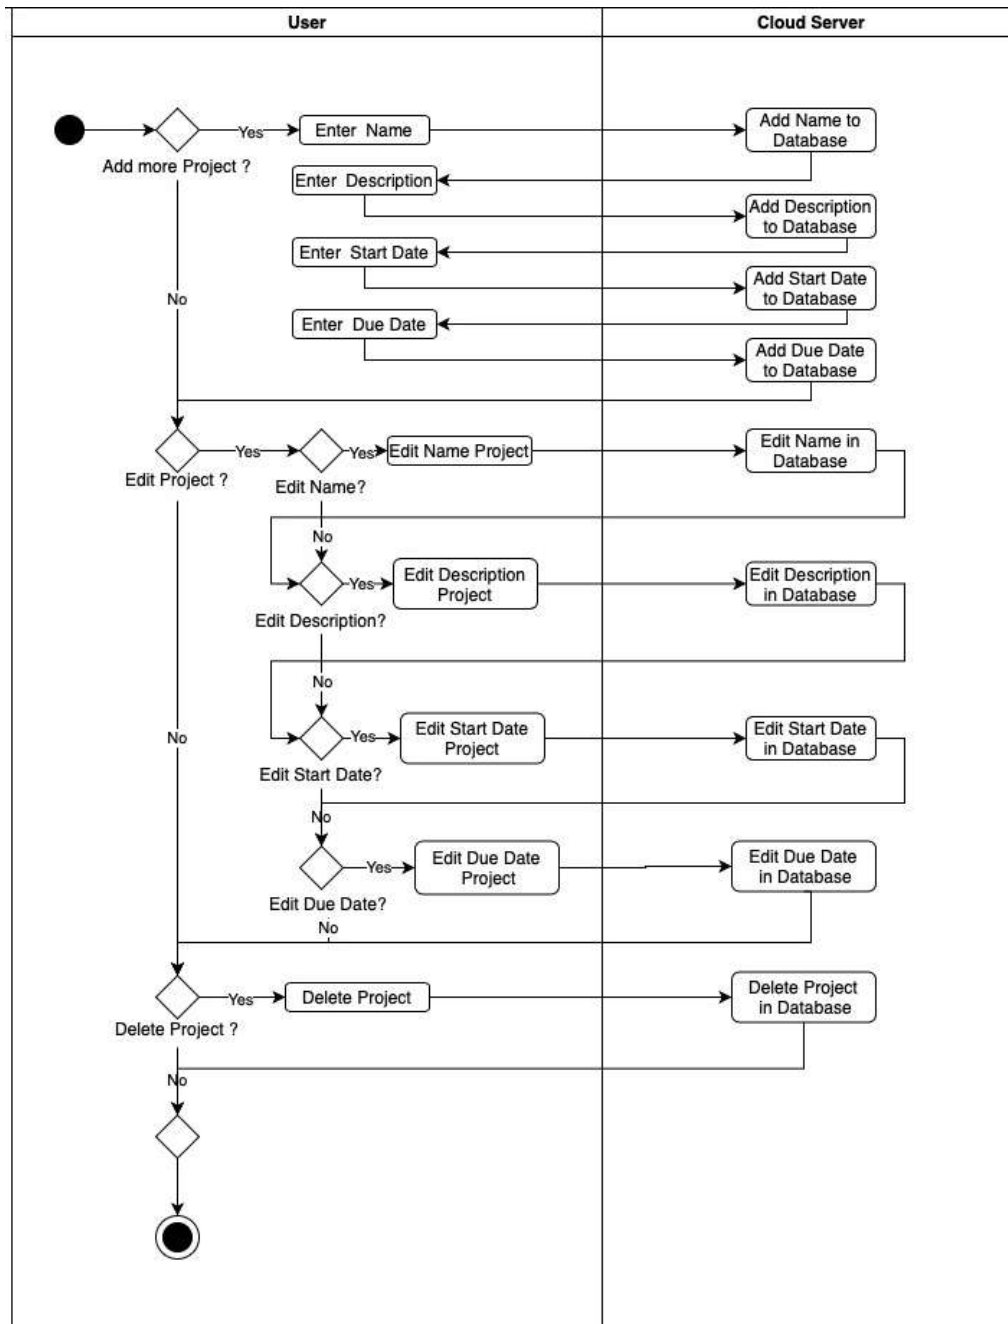 User
Cloud Server
Yes
Enter Name
Add Name to
Database
Add more Project ?
Enter Description
Add Description
to Database
Enter Start Date
Add Start Date
to Database
No
Enter Due Date
Add Due Date
to Database
Yes
Yes
Edit Name Project
Edit Name in
Database
Edit Project ?
Edit Name?
No
Yes
Edit Description
Project
Edit Description
in Database
Edit Description?
No
No
Yes
Edit Start Date
Project
Edit Start Date
in Database
Edit Start Date?
No
Yes
Edit Due Date
Project
Edit Due Date
in Database
Edit Due Date?
No
Yes
Delete Project
Delete Project
in Database
Delete Project ?
No